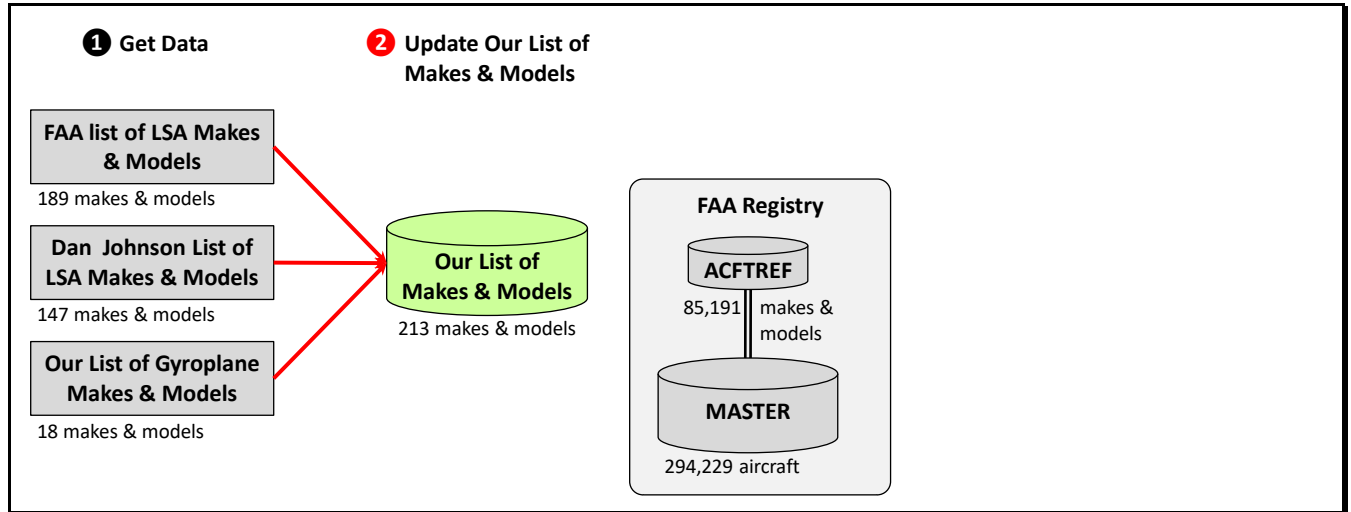 ❶ Get Data
❷ Update Our List of
Makes & Models
FAA list of LSA Makes
& Models
189 makes & models
Dan Johnson List of
LSA Makes & Models
147 makes & models
Our List of Gyroplane
Makes & Models
18 makes & models
Our List of
Makes & Models
213 makes & models
FAA Registry
ACFTREF
85,191 makes &
models
MASTER
294,229 aircraft